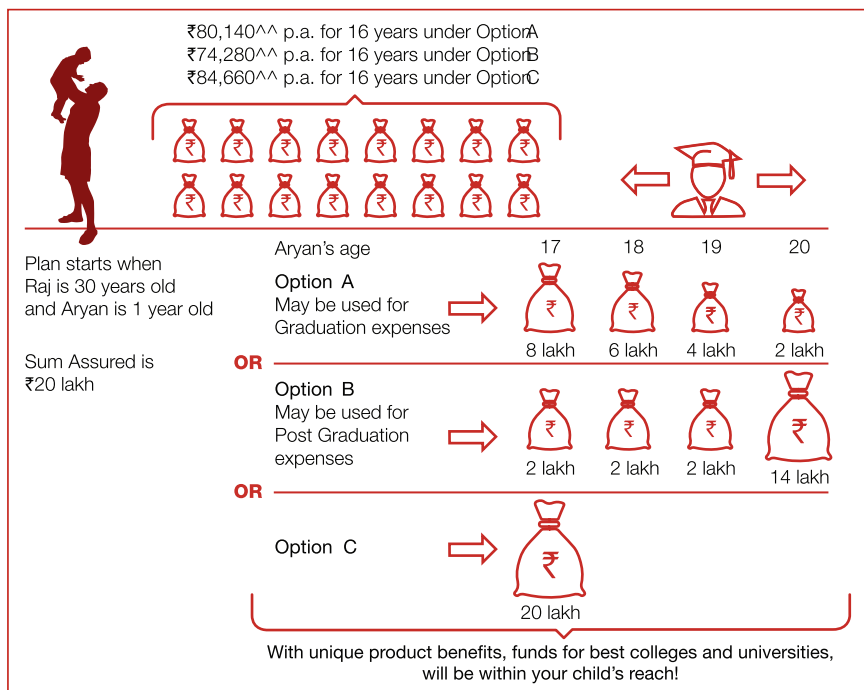 ₹80,140^^ p.a. for 16 years under Option A
₹74,280^^ p.a. for 16 years under Option B
₹84,660^^ p.a. for 16 years under Option C
₹ ₹ ₹ ₹ ₹ ₹ ₹ ₹
₹ ₹ ₹ ₹ ₹ ₹ ₹ ₹
Plan starts when
Raj is 30 years old
and Aryan is 1 year old
Sum Assured is
₹20 lakh
Aryan's age 17 18 19 20
Option A
May be used for
Graduation expenses
₹ ₹ ₹ ₹
8 lakh 6 lakh 4 lakh 2 lakh
OR
Option B
May be used for
Post Graduation
expenses
₹ ₹ ₹ ₹
2 lakh 2 lakh 2 lakh 14 lakh
OR
Option C
₹
20 lakh
With unique product benefits, funds for best colleges and universities,
will be within your child's reach!